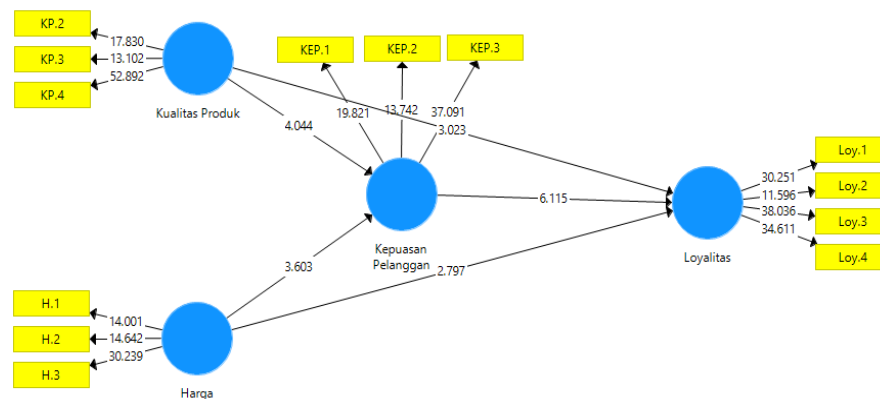 KP.2
KP.3
KP.4
17.830
13.102
52.892
Kualitas Produk
KEP.1
KEP.2
KEP.3
19.821
13.742
37.091
3.023
4.044
Kepuasan
Pelanggan
6.115
3.603
2.797
Loy.1
Loy.2
Loy.3
Loy.4
30.251
11.596
38.036
34.611
Loyalitas
H.1
H.2
H.3
14.001
14.642
30.239
Harga